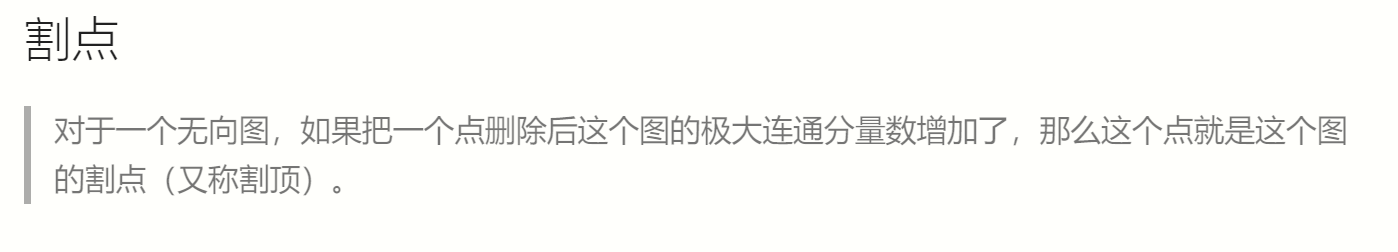 割点
对于一个无向图，如果把一个点删除后这个图的极大连通分量数增加了，那么这个点就是这个图
的割点（又称割顶）。